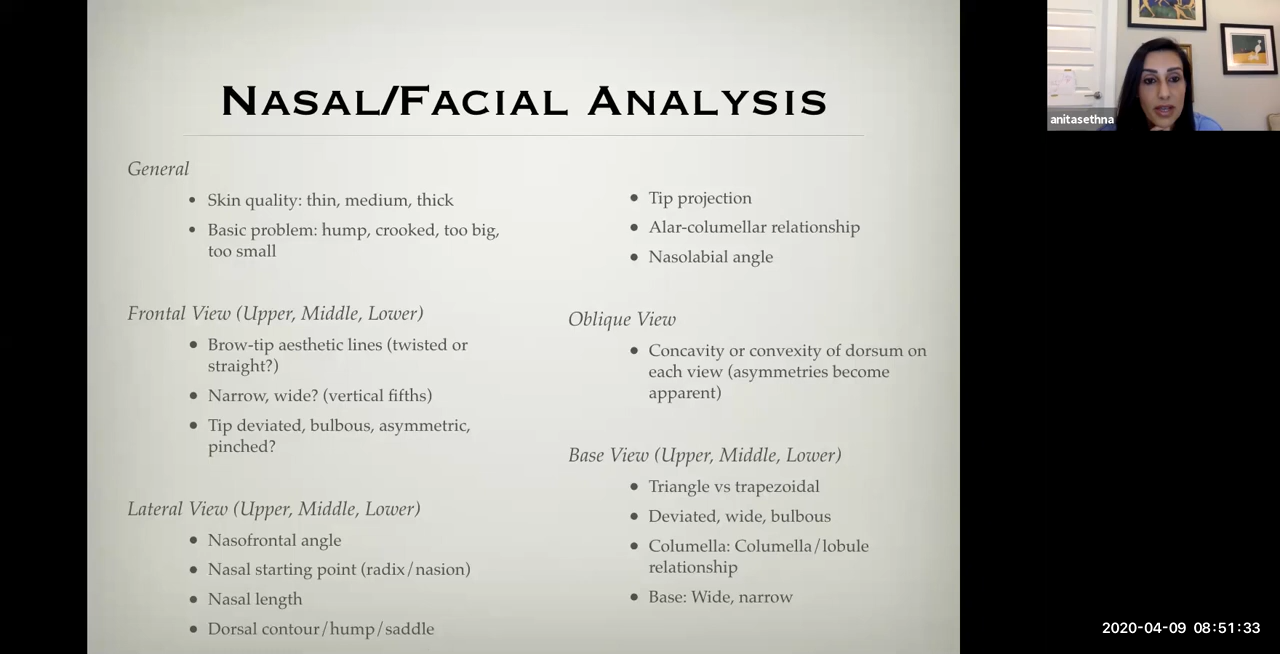 NASAL/FACIAL ANALYSIS
General
• Skin quality: thin, medium, thick
• Basic problem: hump, crooked, too big,
too small
Frontal View (Upper, Middle, Lower)
• Brow-tip aesthetic lines (twisted or
straight?)
• Narrow, wide? (vertical fifths)
• Tip deviated, bulbous, asymmetric,
pinched?
Lateral View (Upper, Middle, Lower)
• Nasofrontal angle
• Nasal starting point (radix/nasion)
• Nasal length
• Dorsal contour/hump/saddle
• Tip projection
• Alar-columellar relationship
• Nasolabial angle
Oblique View
• Concavity or convexity of dorsum on
each view (asymmetries become
apparent)
Base View (Upper, Middle, Lower)
• Triangle vs trapezoidal
• Deviated, wide, bulbous
• Columella: Columella/lobule
relationship
• Base: Wide, narrow
anitasethna
2020-04-09 08:51:33